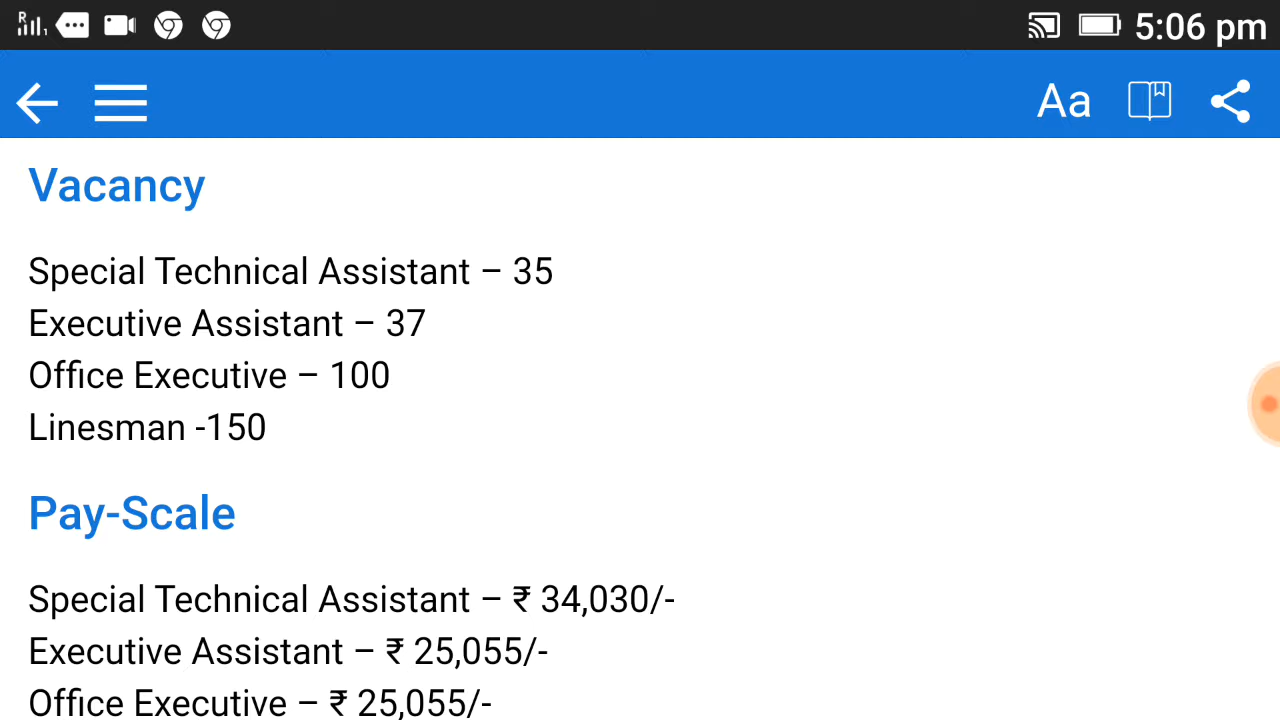 R 1 5:06 pm
Aa
Vacancy
Special Technical Assistant – 35
Executive Assistant – 37
Office Executive – 100
Linesman -150
Pay-Scale
Special Technical Assistant – ₹ 34,030/-
Executive Assistant – ₹ 25,055/-
Office Executive – ₹ 25,055/-